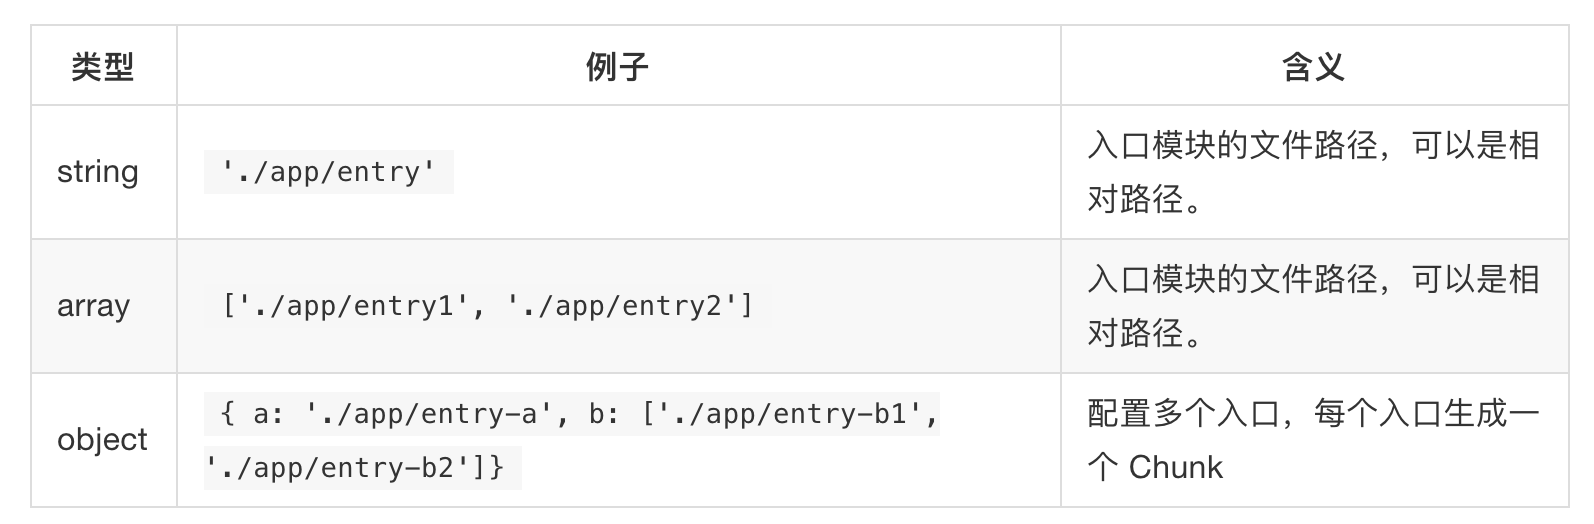 类型 例子 含义
string './app/entry' 入口模块的文件路径，可以是相
对路径。
array ['./app/entry1', './app/entry2'] 入口模块的文件路径，可以是相
对路径。
object { a: './app/entry-a', b: ['./app/entry-b1', 配置多个入口，每个入口生成一
'./app/entry-b2']} 个 Chunk